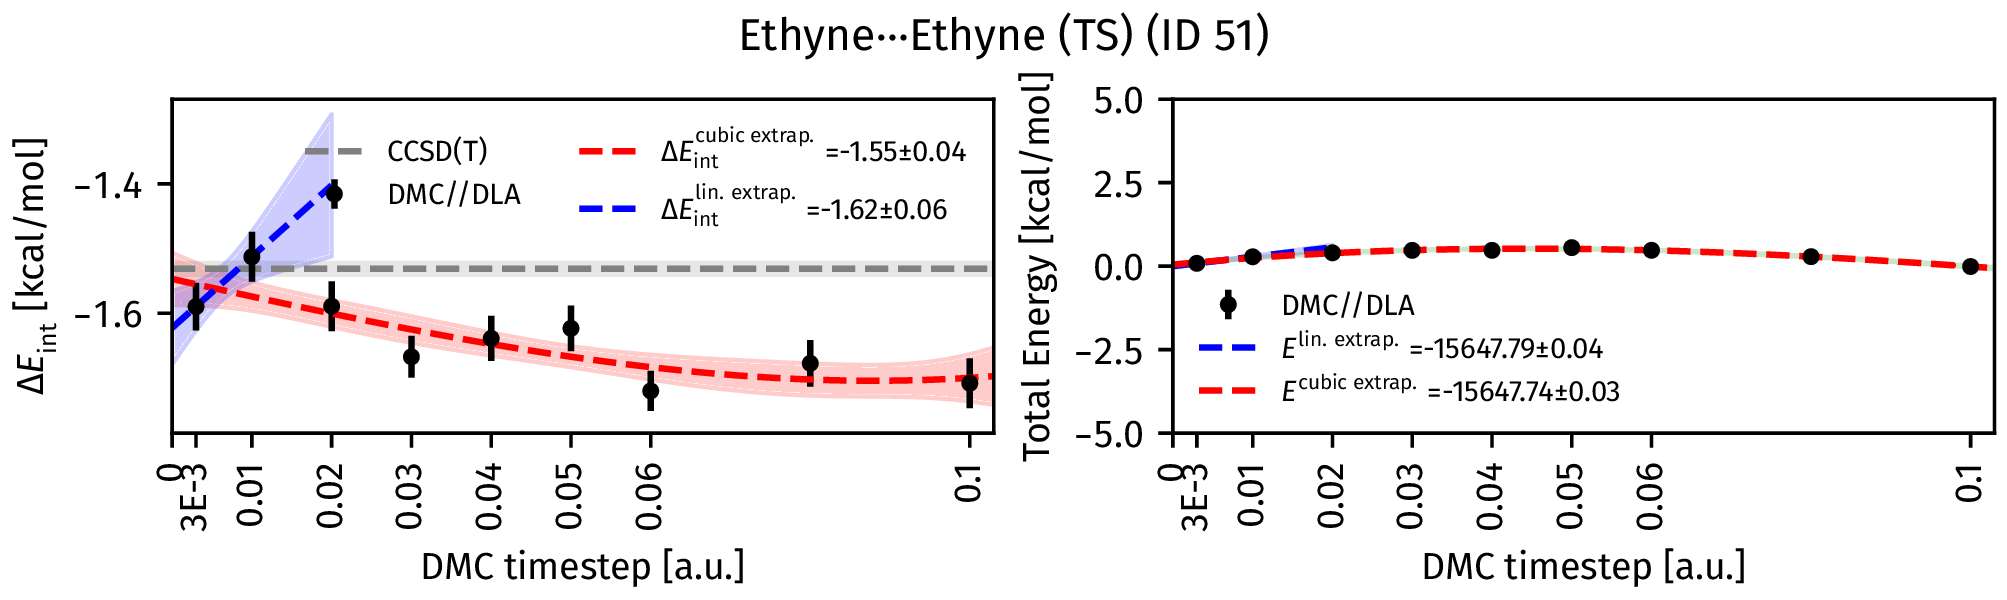 Ethyne···Ethyne (TS) (ID 51)
ΔE_int [kcal/mol]
−1.4
−1.6
CCSD(T)
DMC//DLA
ΔE_int^cubic extrap. =-1.55±0.04
ΔE_int^lin. extrap. =-1.62±0.06
0
3E-3
0.01
0.02
0.03
0.04
0.05
0.06
0.1
DMC timestep [a.u.]
Total Energy [kcal/mol]
5.0
2.5
0.0
−2.5
−5.0
DMC//DLA
E^lin. extrap. =-15647.79±0.04
E^cubic extrap. =-15647.74±0.03
0
3E-3
0.01
0.02
0.03
0.04
0.05
0.06
0.1
DMC timestep [a.u.]